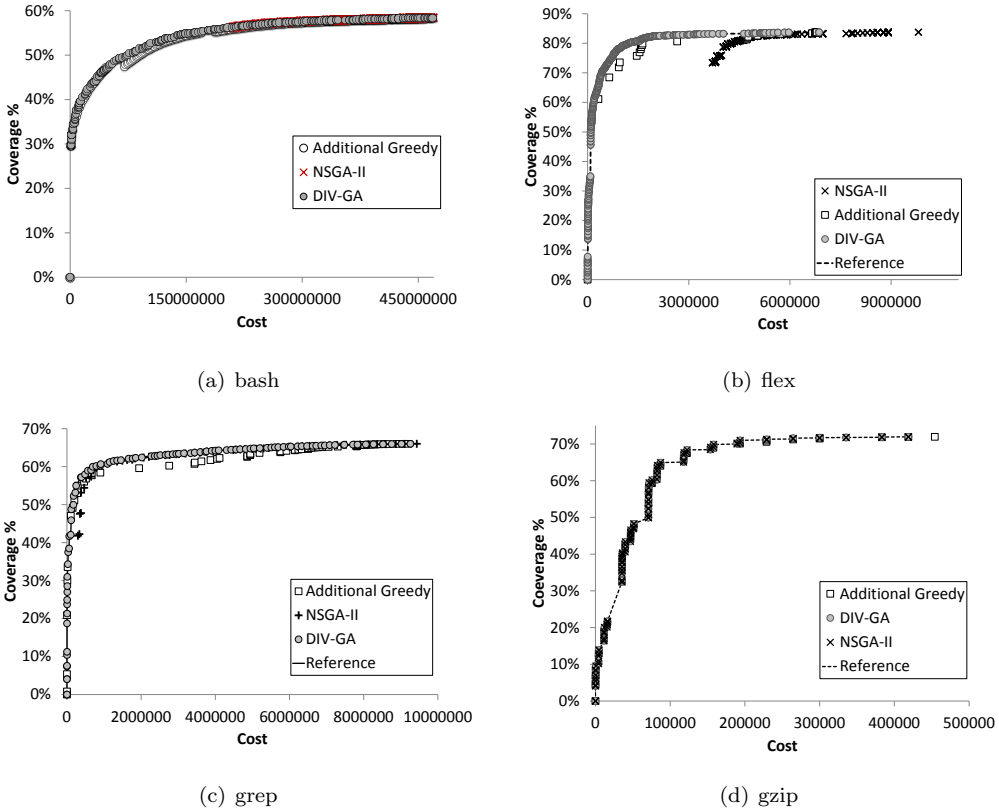 60%
50%
40%
30%
20%
10%
0%
Coverage %
0
150000000
300000000
450000000
Cost
Additional Greedy
NSGA-II
DIV-GA
(a) bash
90%
80%
70%
60%
50%
40%
30%
20%
10%
0%
Coverage %
0
3000000
6000000
9000000
Cost
NSGA-II
Additional Greedy
DIV-GA
Reference
(b) flex
70%
60%
50%
40%
30%
20%
10%
0%
Coverage %
0
2000000
4000000
6000000
8000000
10000000
Cost
Additional Greedy
NSGA-II
DIV-GA
Reference
(c) grep
70%
60%
50%
40%
30%
20%
10%
0%
Coeverage %
0
100000
200000
300000
400000
500000
Cost
Additional Greedy
DIV-GA
NSGA-II
Reference
(d) gzip